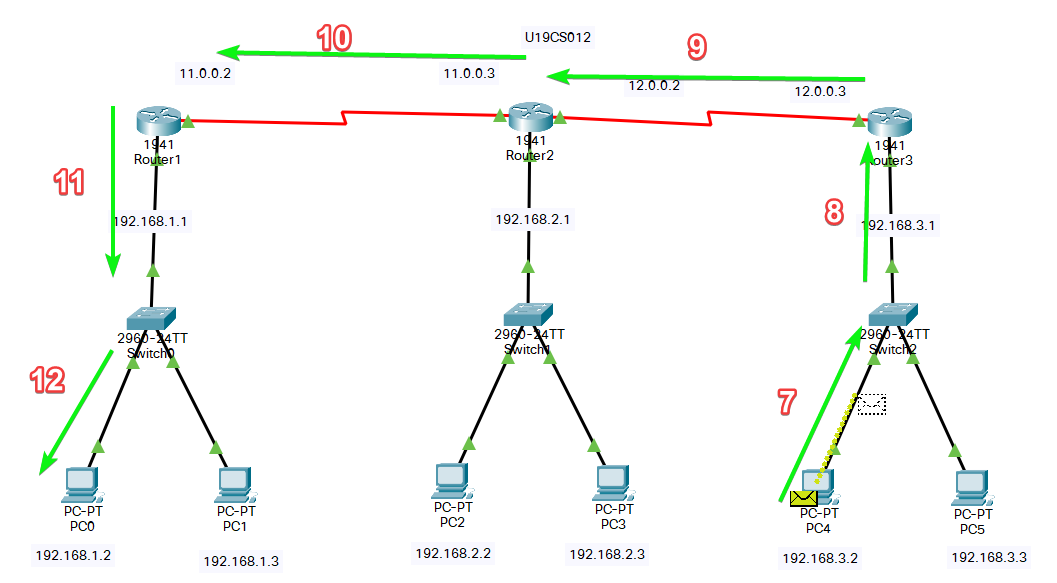 10
U19CS012
9
11.0.0.2
11.0.0.3
12.0.0.2
12.0.0.3
1941
Router1
1941
Router2
1941
Router3
11
8
192.168.1.1
192.168.2.1
192.168.3.1
2960-24TT
Switch0
2960-24TT
Switch1
2960-24TT
Switch2
12
7
PC-PT
PC0
PC-PT
PC1
PC-PT
PC2
PC-PT
PC3
PC-PT
PC4
PC-PT
PC5
192.168.1.2
192.168.1.3
192.168.2.2
192.168.2.3
192.168.3.2
192.168.3.3